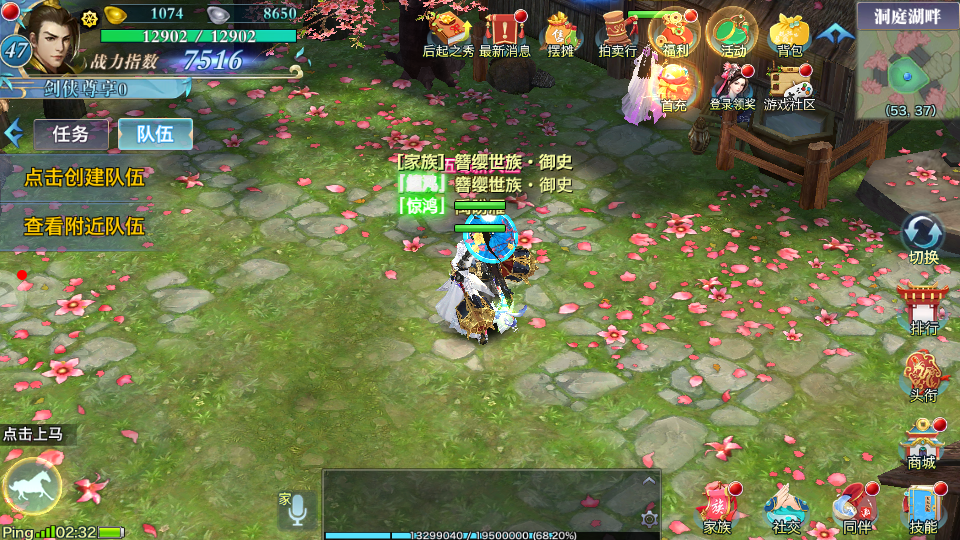 1074
8650
47
12902 / 12902
战力指数 7516
剑侠尊享0
后起之秀
最新消息
摆摊
拍卖行
福利
活动
背包
首充
登录领奖
游戏社区
洞庭湖畔
(53, 37)
任务
队伍
点击创建队伍
查看附近队伍
[家族] 簪缨世族·御史
簪缨世族·御史
「惊鸿」
切换
排行
头衔
商城
点击上马
家
家族
社交
同伴
技能
Ping
02:32
13299040 / 19500000 (68.20%)